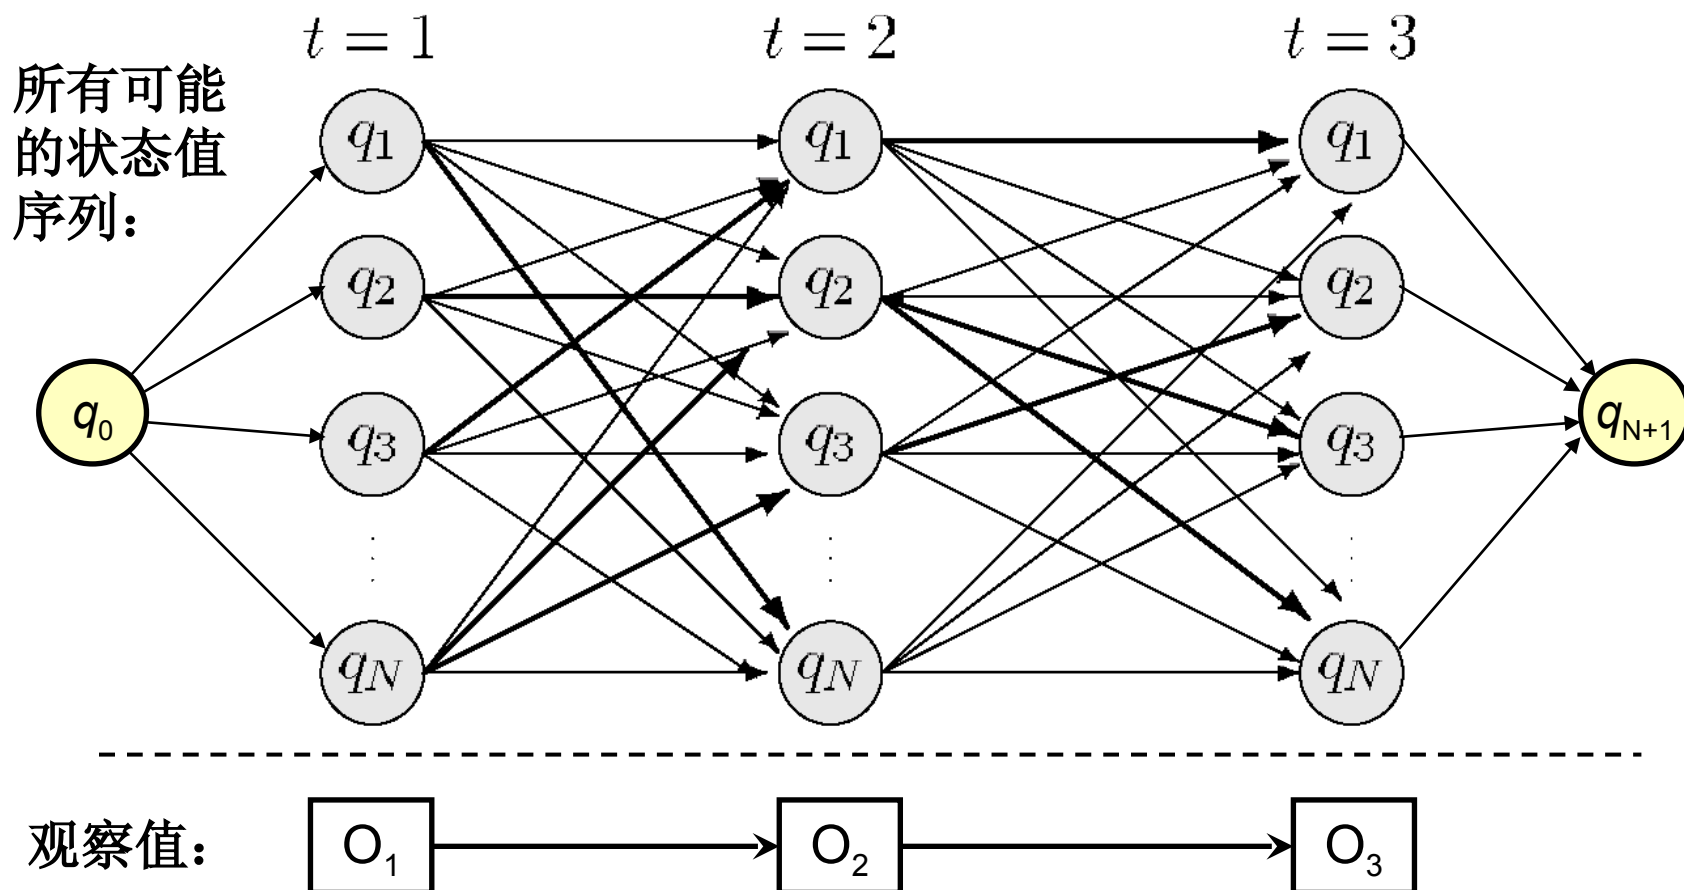 t = 1 t = 2 t = 3
所有可能
的状态值
序列：
q₁ q₁ q₁
q₂ q₂ q₂
q₀ q₃ q₃ q₃ qN+1
qN qN qN
观察值： O₁ O₂ O₃